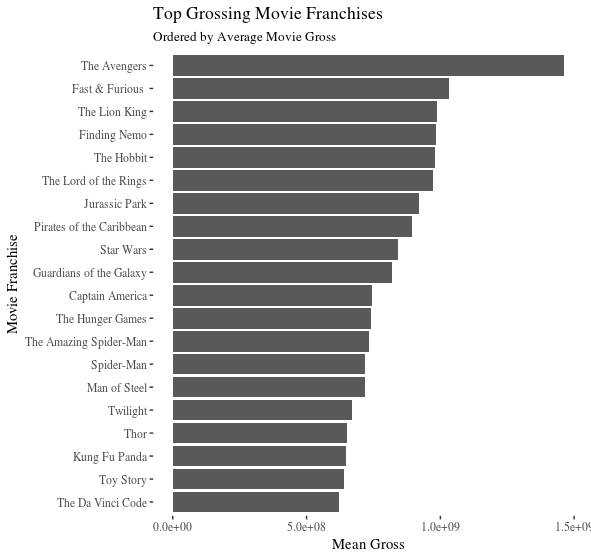 Top Grossing Movie Franchises
Ordered by Average Movie Gross
Movie Franchise
The Avengers
Fast & Furious
The Lion King
Finding Nemo
The Hobbit
The Lord of the Rings
Jurassic Park
Pirates of the Caribbean
Star Wars
Guardians of the Galaxy
Captain America
The Hunger Games
The Amazing Spider-Man
Spider-Man
Man of Steel
Twilight
Thor
Kung Fu Panda
Toy Story
The Da Vinci Code
0.0e+00 5.0e+08 1.0e+09
Mean Gross